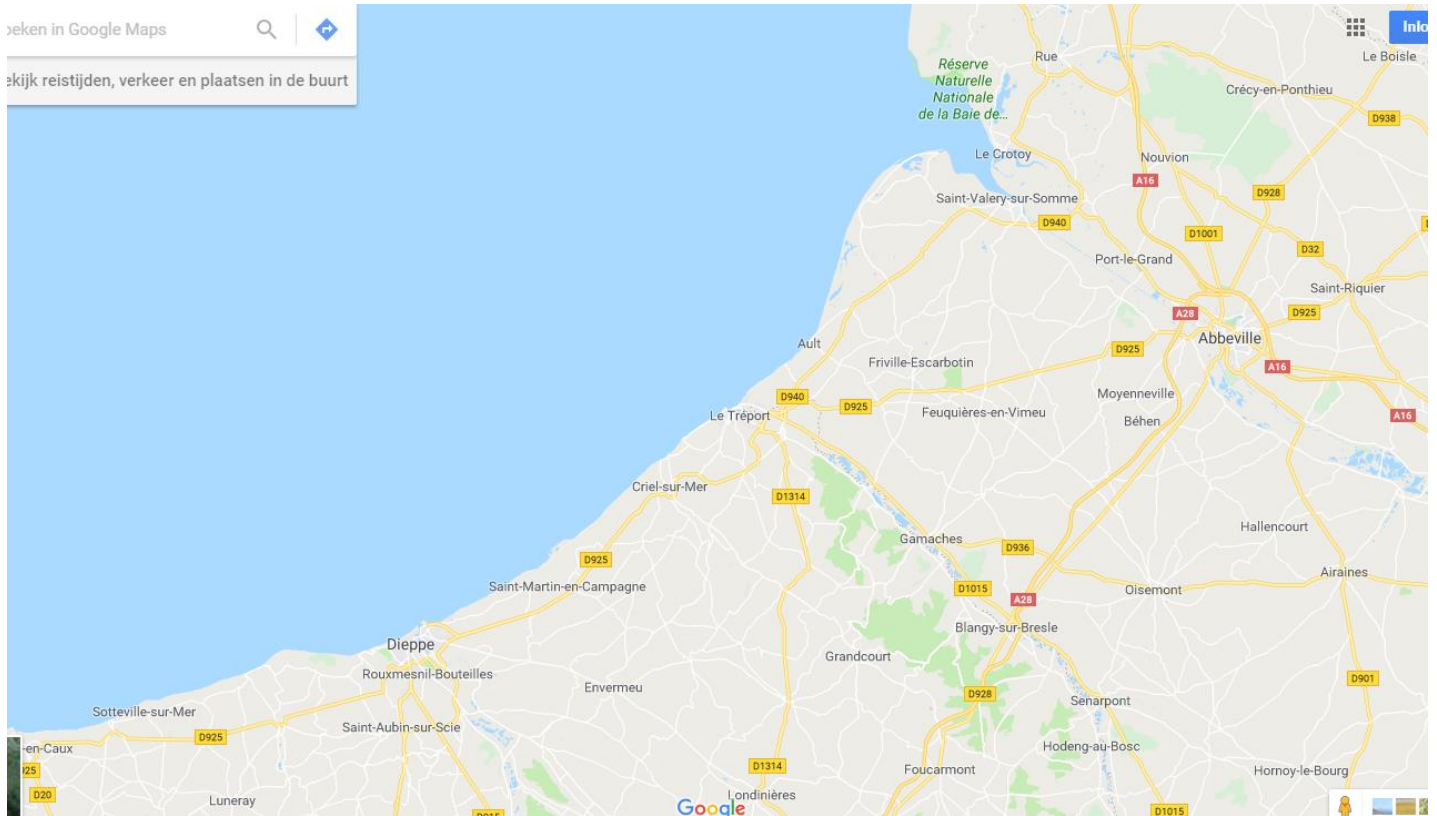 oeken in Google Maps
Inlo
ekijk reistijden, verkeer en plaatsen in de buurt
Rue
Le Boisle
Réserve
Naturelle
Nationale
de la Baie de...
Crécy-en-Ponthieu
D938
Le Crotoy
Nouvion
A16
D928
Saint-Valery-sur-Somme
D940
D1001
D32
Port-le-Grand
Saint-Riquier
A28
D925
Abbeville
Ault
D925
Friville-Escarbotin
A16
D940
Moyenneville
D925
Le Tréport
Feuquières-en-Vimeu
A16
Béhen
Criel-sur-Mer
D1314
Hallencourt
Gamaches
D936
D925
Airaines
Saint-Martin-en-Campagne
D1015
Oisemont
A28
Blangy-sur-Bresle
Dieppe
Grandcourt
Rouxmesnil-Bouteilles
D901
Envermeu
D928
Senarpont
Sotteville-sur-Mer
Saint-Aubin-sur-Scie
D925
-en-Caux
Hodeng-au-Bosc
925
D1314
Foucarmont
Hornoy-le-Bourg
D20
Londinières
Luneray
Google
D1015
D915